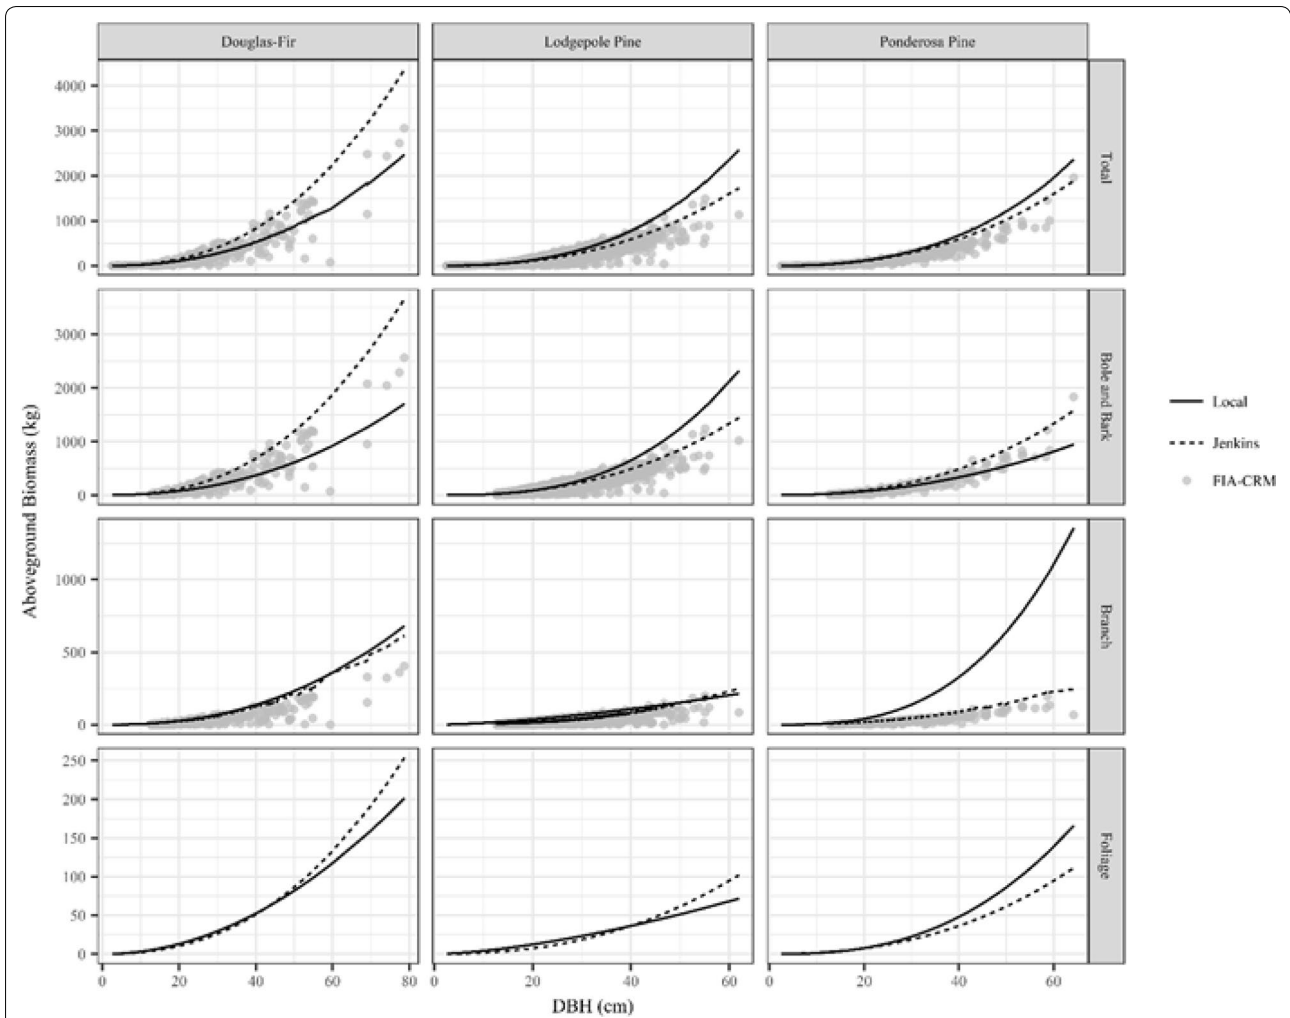 Douglas-Fir Lodgepole Pine Ponderosa Pine
4000
3000
2000
1000
0
Total
3000
2000
1000
0
Bole and Bark
1000
500
0
Branch
250
200
150
100
50
0
Foliage
0 20 40 60 80 0 20 40 60 0 20 40 60
DBH (cm)
Aboveground Biomass (kg)
Local
Jenkins
FIA-CRM